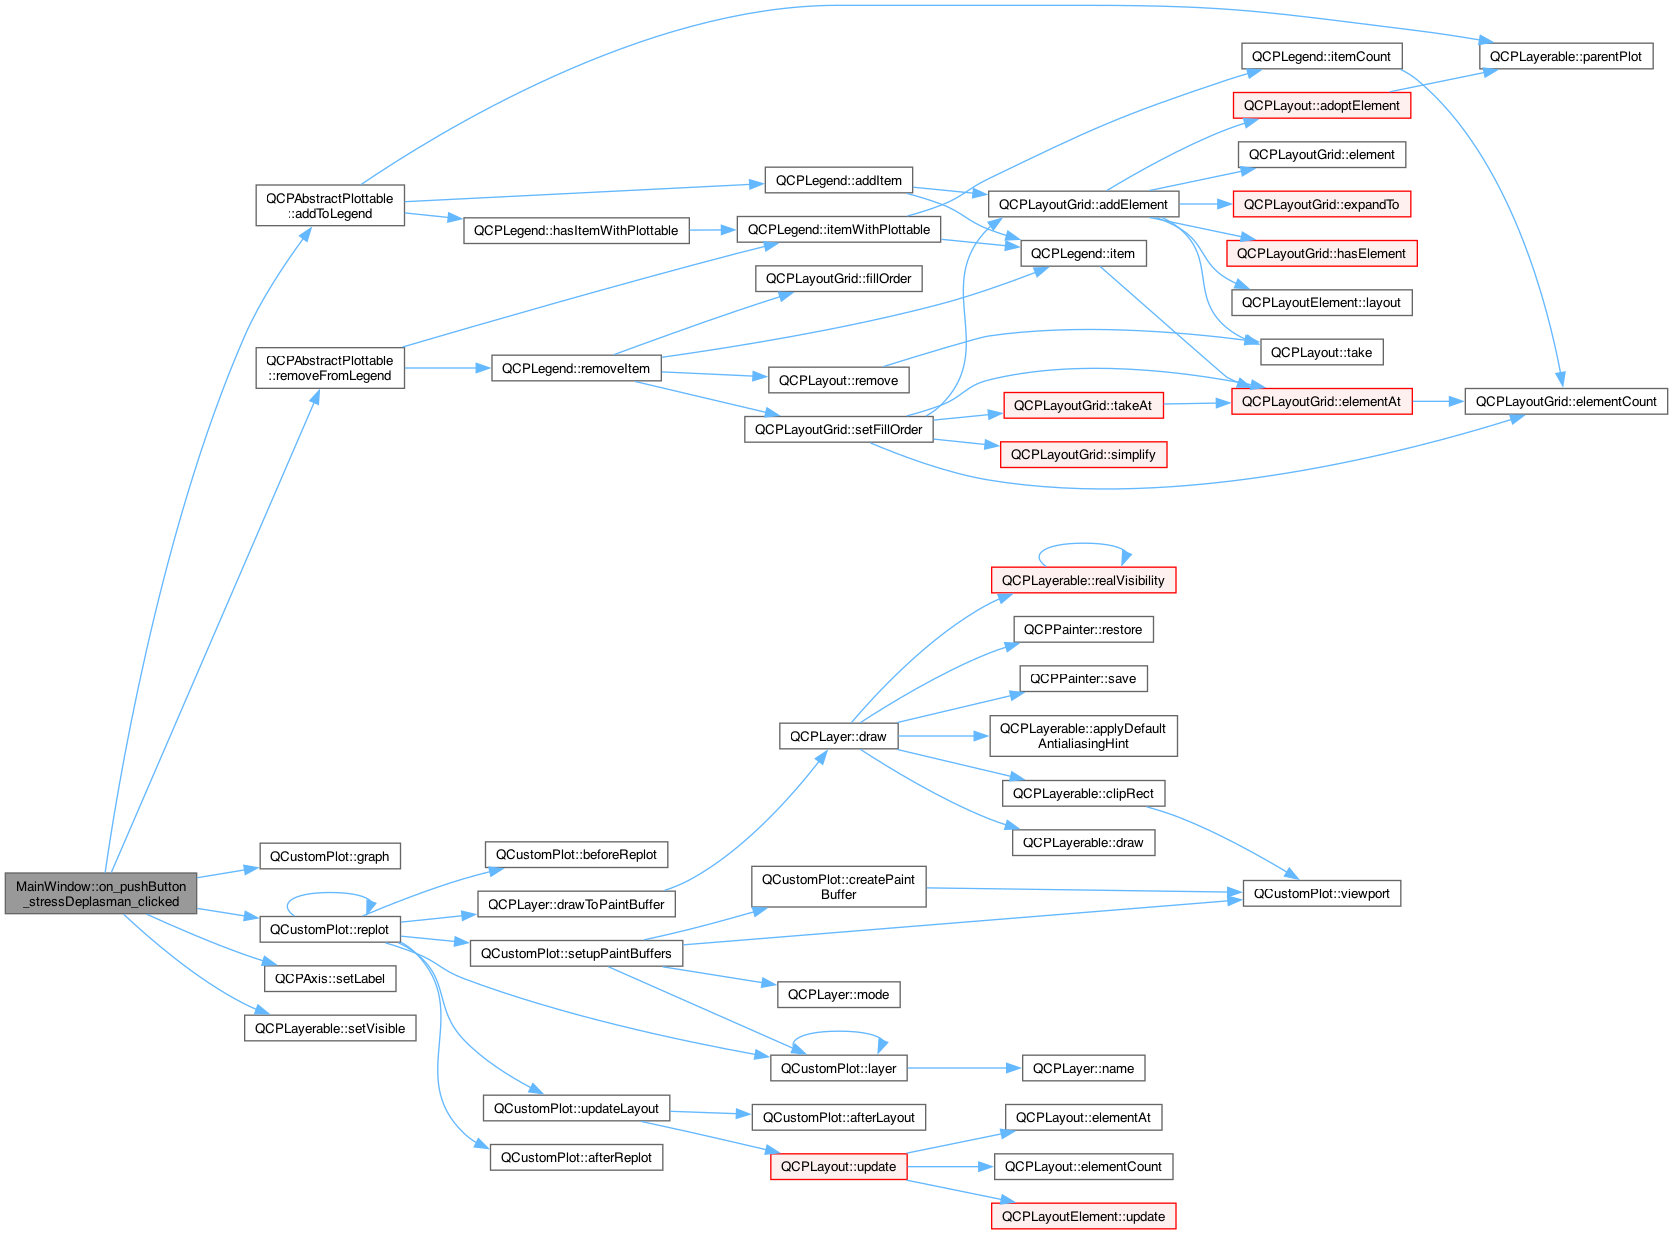 MainWindow::on_pushButton
_stressDeplasman_clicked
QCPAbstractPlottable
::addToLegend
QCPAbstractPlottable
::removeFromLegend
QCustomPlot::graph
QCustomPlot::replot
QCPAxis::setLabel
QCPLayerable::setVisible
QCPLegend::hasItemWithPlottable
QCPLegend::removeItem
QCustomPlot::beforeReplot
QCPLayer::drawToPaintBuffer
QCustomPlot::setupPaintBuffers
QCustomPlot::updateLayout
QCustomPlot::afterReplot
QCPLegend::addItem
QCPLegend::itemWithPlottable
QCPLayoutGrid::fillOrder
QCPLayout::remove
QCPLayoutGrid::setFillOrder
QCPLayer::draw
QCustomPlot::createPaint
Buffer
QCPLayer::mode
QCustomPlot::layer
QCustomPlot::afterLayout
QCPLayout::update
QCPLayoutGrid::addElement
QCPLegend::item
QCPLayoutGrid::takeAt
QCPLayoutGrid::simplify
QCPLayerable::realVisibility
QCPPainter::restore
QCPPainter::save
QCPLayerable::applyDefault
AntialiasingHint
QCPLayerable::clipRect
QCPLayerable::draw
QCPLayer::name
QCPLayout::elementAt
QCPLayout::elementCount
QCPLayoutElement::update
QCPLegend::itemCount
QCPLayout::adoptElement
QCPLayoutGrid::element
QCPLayoutGrid::expandTo
QCPLayoutGrid::hasElement
QCPLayoutElement::layout
QCPLayout::take
QCPLayoutGrid::elementAt
QCustomPlot::viewport
QCPLayerable::parentPlot
QCPLayoutGrid::elementCount